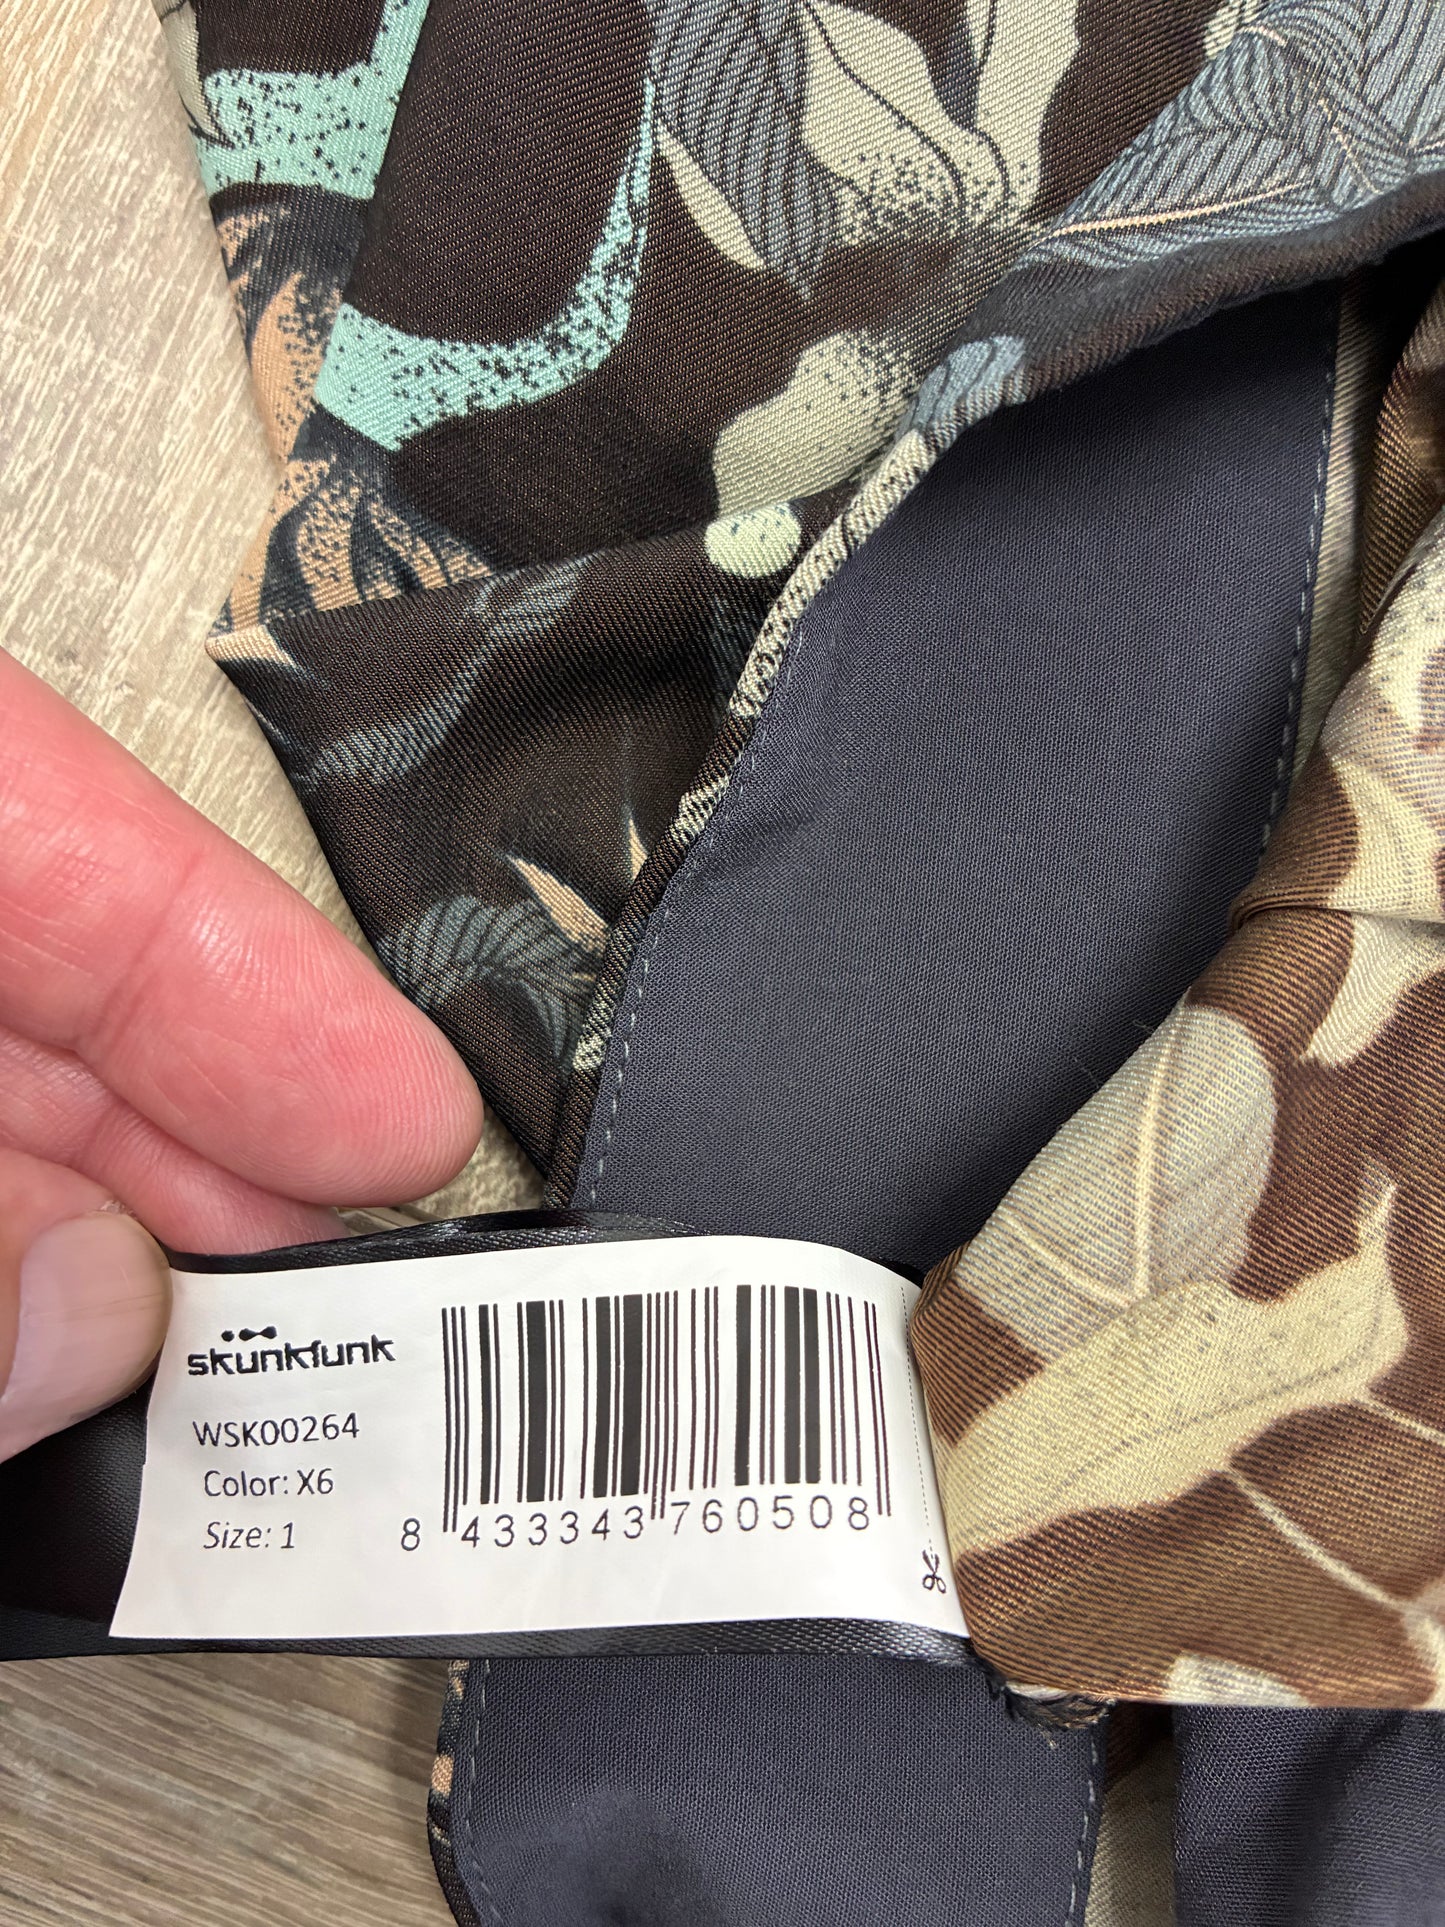 skunkfunk
WSK00264
Color: X6
Size: 1
8 433343 760508